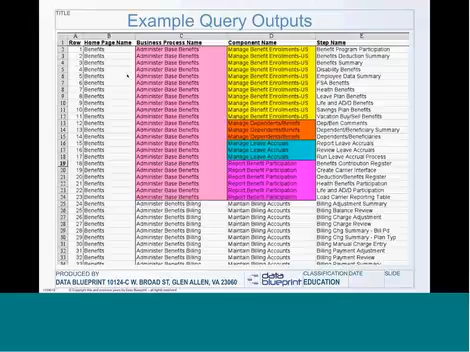 TITLE
Example Query Outputs
A B C D E
1 Row Home Page Name Business Process Name Component Name Step Name
2 1 Benefits Administer Base Benefits Manage Benefit Enrollments-US Benefit Program Participation
3 2 Benefits Administer Base Benefits Manage Benefit Enrollments-US Benefits Deduction Summary
4 3 Benefits Administer Base Benefits Manage Benefit Enrollments-US Benefits Summary
5 4 Benefits Administer Base Benefits Manage Benefit Enrollments-US Disability Benefits
6 5 Benefits Administer Base Benefits Manage Benefit Enrollments-US Employee Data Summary
7 6 Benefits Administer Base Benefits Manage Benefit Enrollments-US FSA Benefits
8 7 Benefits Administer Base Benefits Manage Benefit Enrollments-US Health Benefits
9 8 Benefits Administer Base Benefits Manage Benefit Enrollments-US Leave Plan Benefits
10 9 Benefits Administer Base Benefits Manage Benefit Enrollments-US Life and AD/D Benefits
11 10 Benefits Administer Base Benefits Manage Benefit Enrollments-US Savings Plan Benefits
12 11 Benefits Administer Base Benefits Manage Benefit Enrollments-US Vacation Buy/Sell Benefits
13 12 Benefits Administer Base Benefits Manage Dependents/Benefs Dep/Ben Comments
14 13 Benefits Administer Base Benefits Manage Dependents/Benefs Dependent/Beneficiary Summary
15 14 Benefits Administer Base Benefits Manage Dependents/Benefs Dependents/Beneficiaries
16 15 Benefits Administer Base Benefits Manage Leave Accruals Report Leave Accruals
17 16 Benefits Administer Base Benefits Manage Leave Accruals Review Leave Accruals
18 17 Benefits Administer Base Benefits Manage Leave Accruals Run Leave Accrual Process
19 18 Benefits Administer Base Benefits Report Benefit Participation Benefits Contribution Register
20 19 Benefits Administer Base Benefits Report Benefit Participation Create Carrier Interface
21 20 Benefits Administer Base Benefits Report Benefit Participation Deduction/Benefits Register
22 21 Benefits Administer Base Benefits Report Benefit Participation Health Benefits Participation
23 22 Benefits Administer Base Benefits Report Benefit Participation Life and AD/D Participation
24 23 Benefits Administer Base Benefits Report Benefit Participation Load Carrier Reporting Table
25 24 Benefits Administer Benefits Billing Maintain Billing Accounts Billing Adjustment Summary
26 25 Benefits Administer Benefits Billing Maintain Billing Accounts Billing Balance Review
27 26 Benefits Administer Benefits Billing Maintain Billing Accounts Billing Charge Adjustment
28 27 Benefits Administer Benefits Billing Maintain Billing Accounts Billing Charge Review
29 28 Benefits Administer Benefits Billing Maintain Billing Accounts Billing Chg Summary - Bill Pd
30 29 Benefits Administer Benefits Billing Maintain Billing Accounts Billing Chg Summary - Plan Typ
31 30 Benefits Administer Benefits Billing Maintain Billing Accounts Billing Manual Charge Entry
32 31 Benefits Administer Benefits Billing Maintain Billing Accounts Billing Payment Adjustment
33 32 Benefits Administer Benefits Billing Maintain Billing Accounts Billing Payment Review
PRODUCED BY CLASSIFICATION DATE SLIDE
DATA BLUEPRINT 10124-C W. BROAD ST, GLEN ALLEN, VA 23060 data blueprint EDUCATION